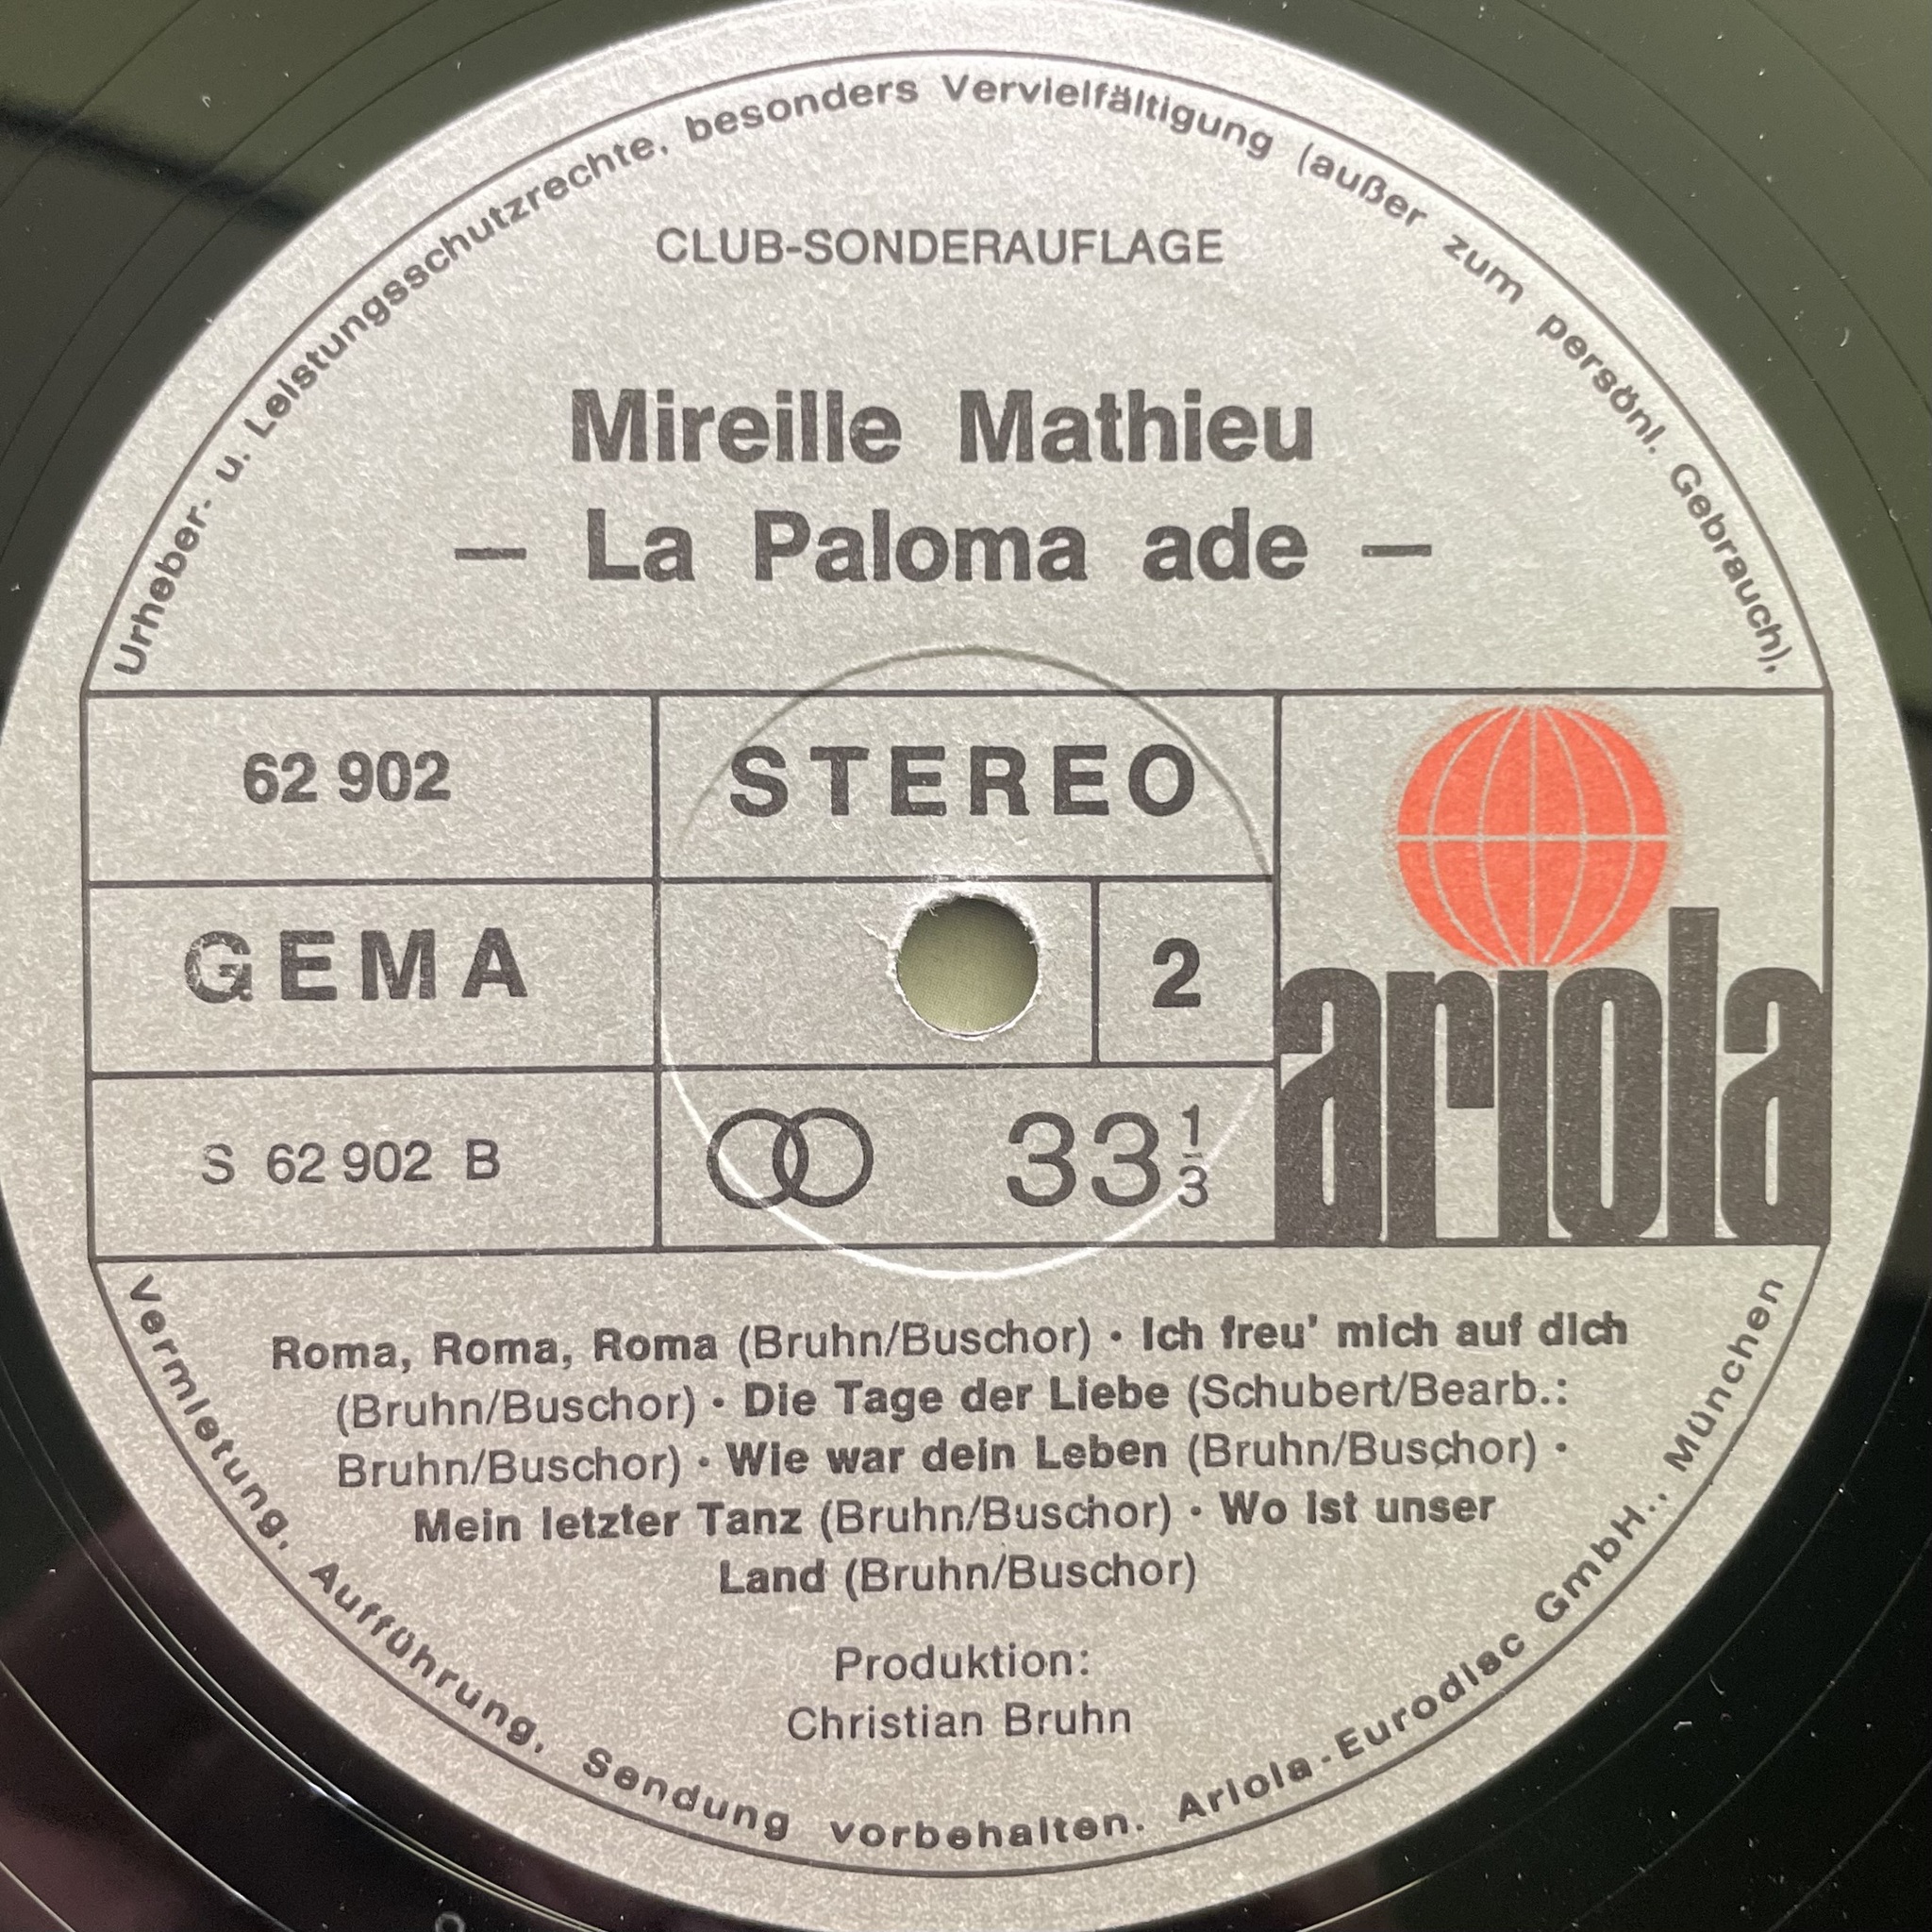 Urheber- u. Leistungsschutzrechte, besonders Vervielfältigung (außer zum persönl. Gebrauch),
CLUB-SONDERAUFLAGE
Mireille Mathieu
— La Paloma ade —
62 902
STEREO
GEMA
2
ariola
S 62 902 B
33 1/3
Roma, Roma, Roma (Bruhn/Buschor) · Ich freu' mich auf dich
(Bruhn/Buschor) · Die Tage der Liebe (Schubert/Bearb.:
Bruhn/Buschor) · Wie war dein Leben (Bruhn/Buschor) ·
Mein letzter Tanz (Bruhn/Buschor) · Wo ist unser
Land (Bruhn/Buschor)
Produktion:
Christian Bruhn
Vermietung, Aufführung, Sendung vorbehalten. Ariola-Eurodisc GmbH., München